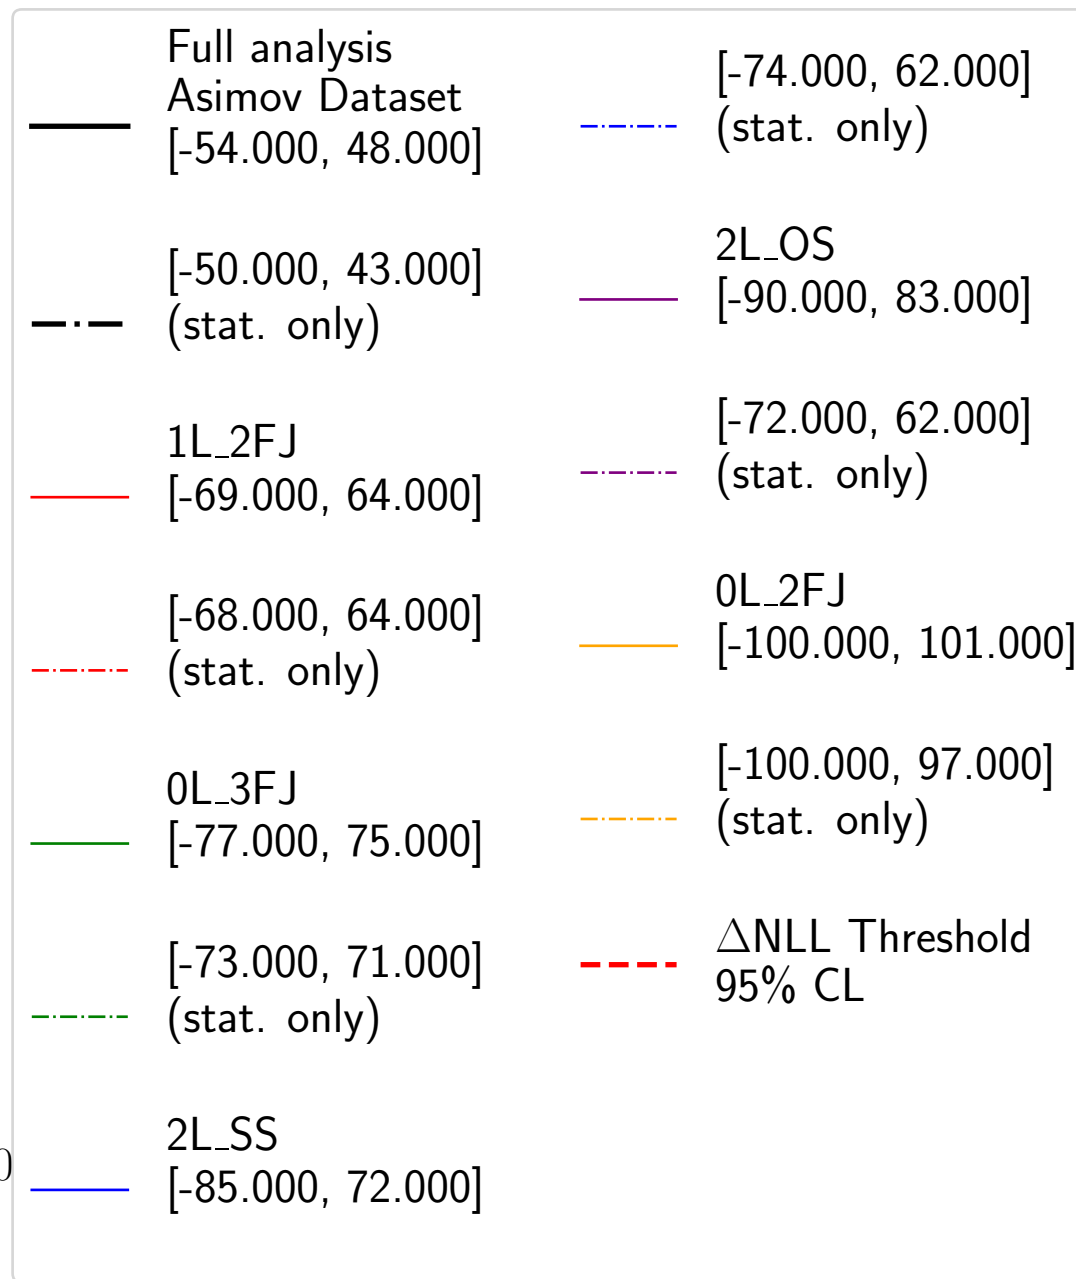 Full analysis
Asimov Dataset
[-54.000, 48.000]
[-50.000, 43.000]
(stat. only)
1L_2FJ
[-69.000, 64.000]
[-68.000, 64.000]
(stat. only)
0L_3FJ
[-77.000, 75.000]
[-73.000, 71.000]
(stat. only)
2L_SS
[-85.000, 72.000]
[-74.000, 62.000]
(stat. only)
2L_OS
[-90.000, 83.000]
[-72.000, 62.000]
(stat. only)
0L_2FJ
[-100.000, 101.000]
[-100.000, 97.000]
(stat. only)
ΔNLL Threshold
95% CL